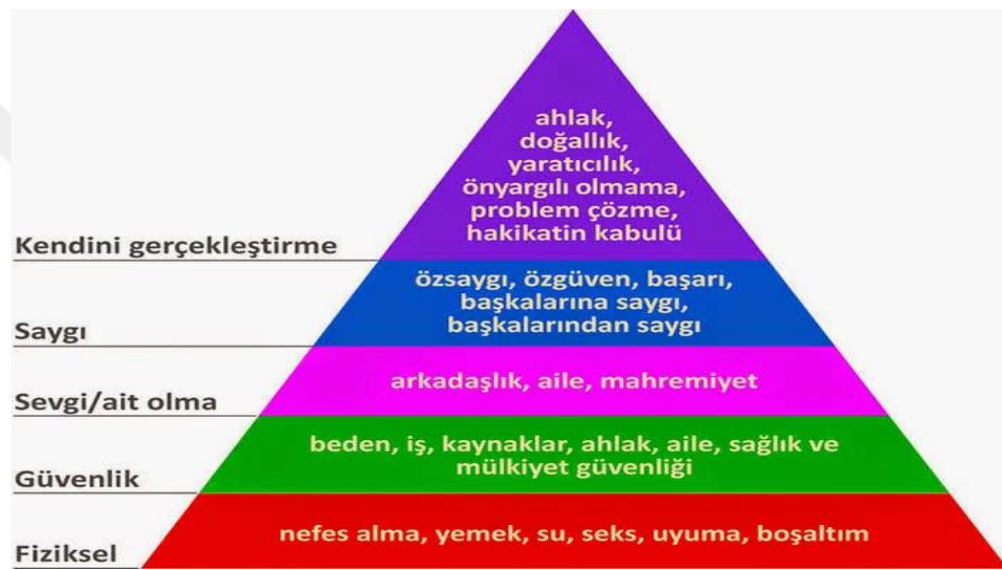 ahlak,
doğallık,
yaratıcılık,
önyargılı olmama,
problem çözme,
hakikatin kabulü
Kendini gerçekleştirme
özsaygı, özgüven, başarı,
başkalarına saygı,
başkalarından saygı
Saygı
arkadaşlık, aile, mahremiyet
Sevgi/ait olma
beden, iş, kaynaklar, ahlak, aile, sağlık ve
mülkiyet güvenliği
Güvenlik
nefes alma, yemek, su, seks, uyuma, boşaltım
Fiziksel